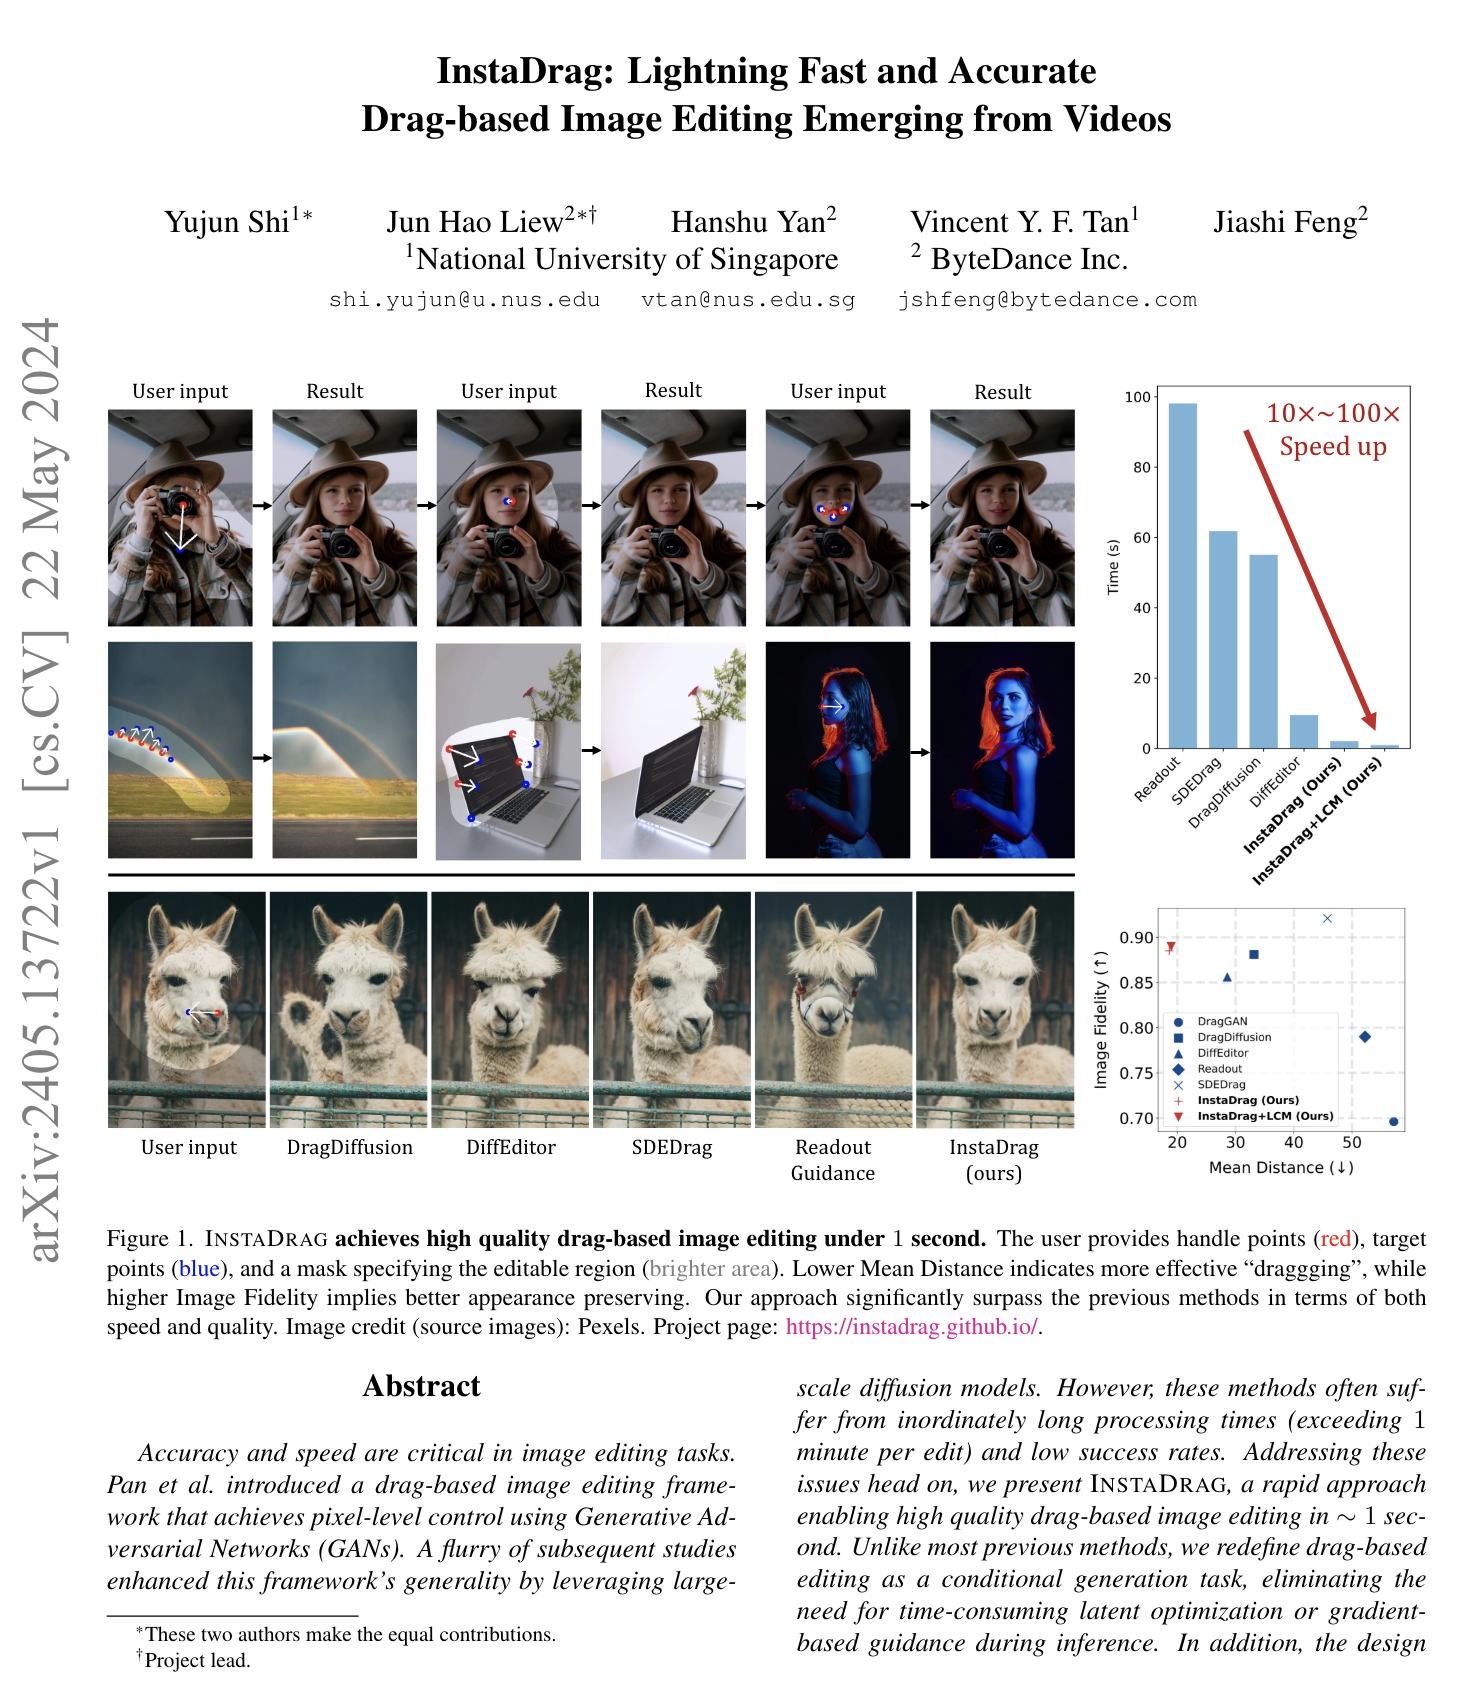 InstaDrag: Lightning Fast and Accurate
Drag-based Image Editing Emerging from Videos
Yujun Shi1∗ Jun Hao Liew2∗† Hanshu Yan2 Vincent Y. F. Tan1 Jiashi Feng2
1National University of Singapore 2 ByteDance Inc.
shi.yujun@u.nus.edu vtan@nus.edu.sg jshfeng@bytedance.com
arXiv:2405.13722v1 [cs.CV] 22 May 2024
User input Result User input Result User input Result
User input DragDiffusion DiffEditor SDEDrag Readout InstaDrag
Guidance (ours)
100
80
60
40
20
0
Time (s)
10×~100×
Speed up
Readout
SDEDrag
DragDiffusion
DiffEditor
InstaDrag (Ours)
InstaDrag+LCM (Ours)
0.90
0.85
0.80
0.75
0.70
Image Fidelity (↑)
DragGAN
DragDiffusion
DiffEditor
Readout
SDEDrag
InstaDrag (Ours)
InstaDrag+LCM (Ours)
20 30 40 50
Mean Distance (↓)
Figure 1. INSTADRAG achieves high quality drag-based image editing under 1 second. The user provides handle points (red), target
points (blue), and a mask specifying the editable region (brighter area). Lower Mean Distance indicates more effective “draggging”, while
higher Image Fidelity implies better appearance preserving. Our approach significantly surpass the previous methods in terms of both
speed and quality. Image credit (source images): Pexels. Project page: https://instadrag.github.io/.
Abstract
Accuracy and speed are critical in image editing tasks.
Pan et al. introduced a drag-based image editing frame-
work that achieves pixel-level control using Generative Ad-
versarial Networks (GANs). A flurry of subsequent studies
enhanced this framework’s generality by leveraging large-
∗These two authors make the equal contributions.
†Project lead.
scale diffusion models. However, these methods often suf-
fer from inordinately long processing times (exceeding 1
minute per edit) and low success rates. Addressing these
issues head on, we present INSTADRAG, a rapid approach
enabling high quality drag-based image editing in ∼ 1 sec-
ond. Unlike most previous methods, we redefine drag-based
editing as a conditional generation task, eliminating the
need for time-consuming latent optimization or gradient-
based guidance during inference. In addition, the design